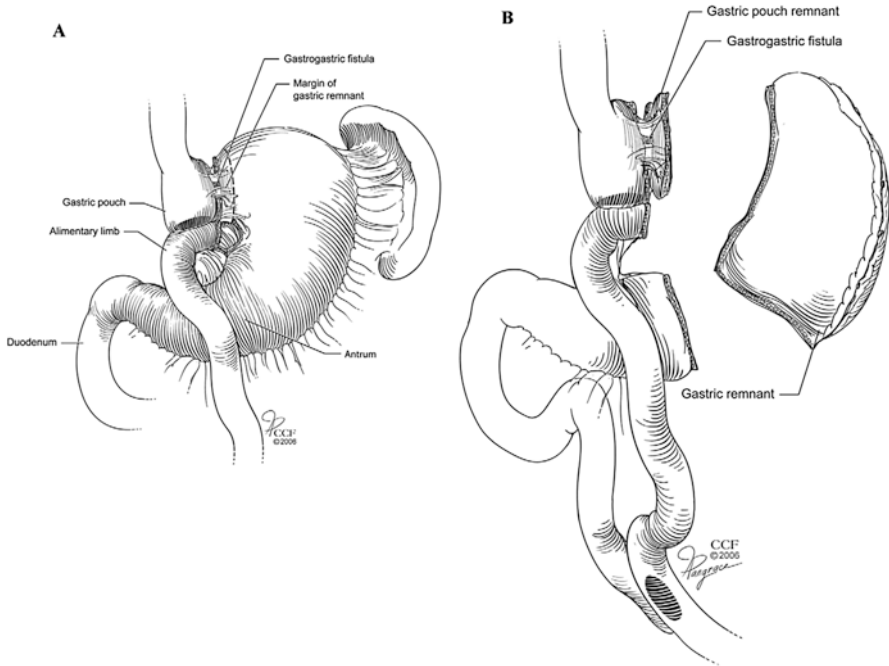 A
Gastrogastric fistula
Margin of
gastric remnant
Gastric pouch
Alimentary limb
Duodenum
Antrum
CCF
©2006
B
Gastric pouch remnant
Gastrogastric fistula
Gastric remnant
CCF
©2006